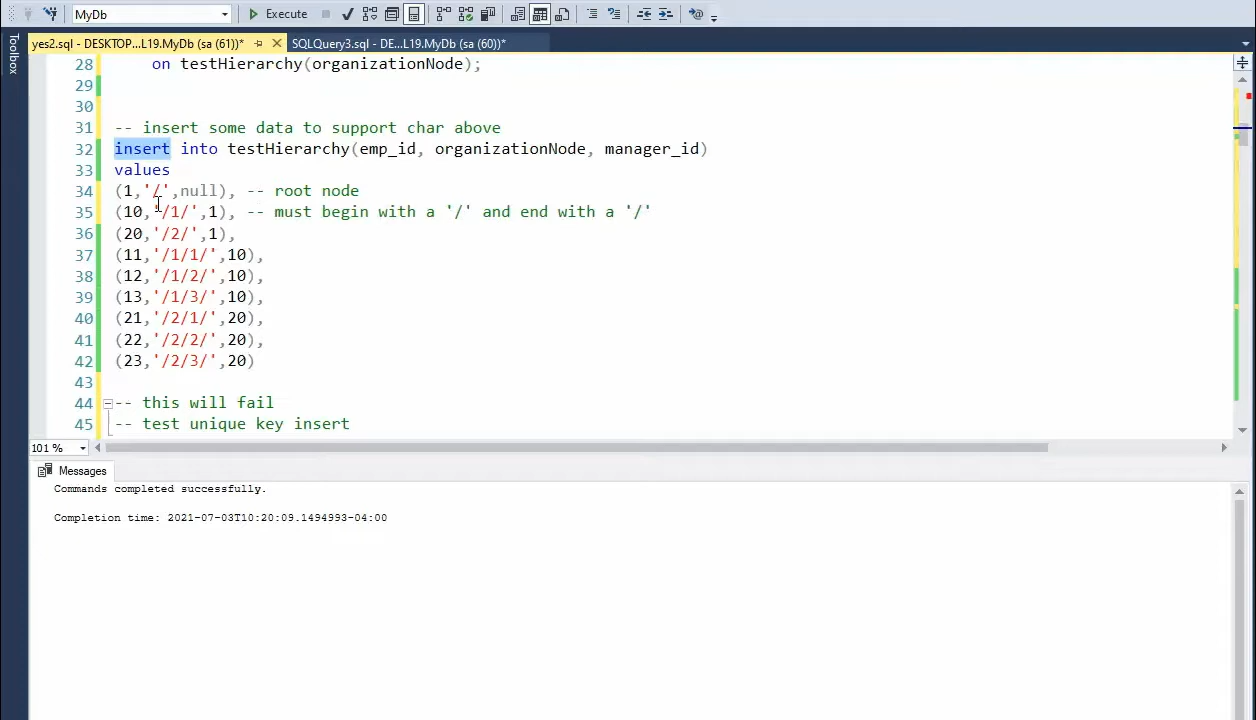 MyDb
Execute
yes2.sql - DESKTOP...L19.MyDb (sa (61))*
SQLQuery3.sql - DE...L19.MyDb (sa (60))*
Toolbox
28 on testHierarchy(organizationNode);
29
30
31 -- insert some data to support char above
32 insert into testHierarchy(emp_id, organizationNode, manager_id)
33 values
34 (1,'/',null), -- root node
35 (10,'/1/',1), -- must begin with a '/' and end with a '/'
36 (20,'/2/',1),
37 (11,'/1/1/',10),
38 (12,'/1/2/',10),
39 (13,'/1/3/',10),
40 (21,'/2/1/',20),
41 (22,'/2/2/',20),
42 (23,'/2/3/',20)
43
44 -- this will fail
45 -- test unique key insert
101 %
Messages
Commands completed successfully.
Completion time: 2021-07-03T10:20:09.1494993-04:00